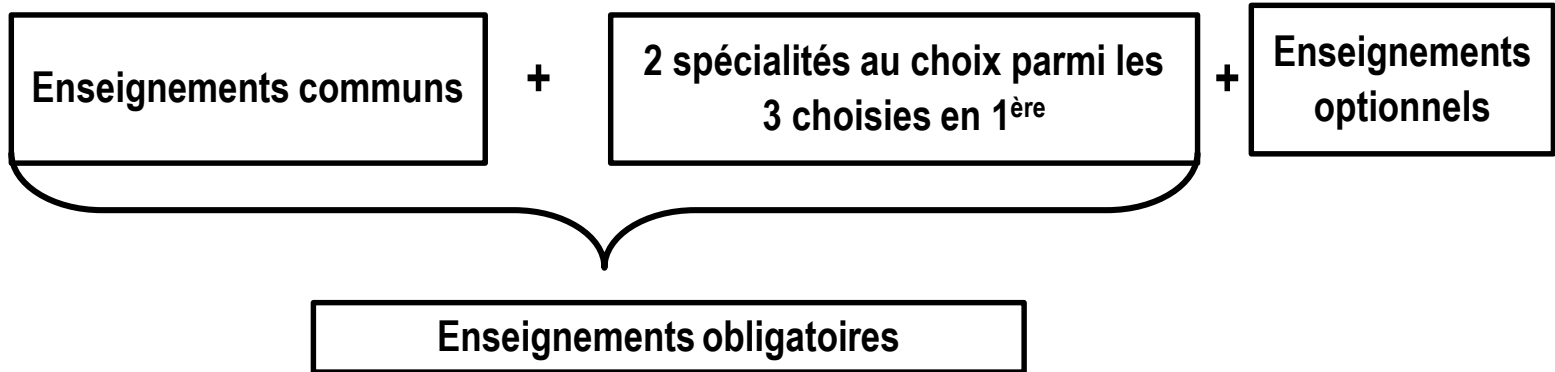 Enseignements communs
+
2 spécialités au choix parmi les
3 choisies en 1ère
+
Enseignements
optionnels
Enseignements obligatoires